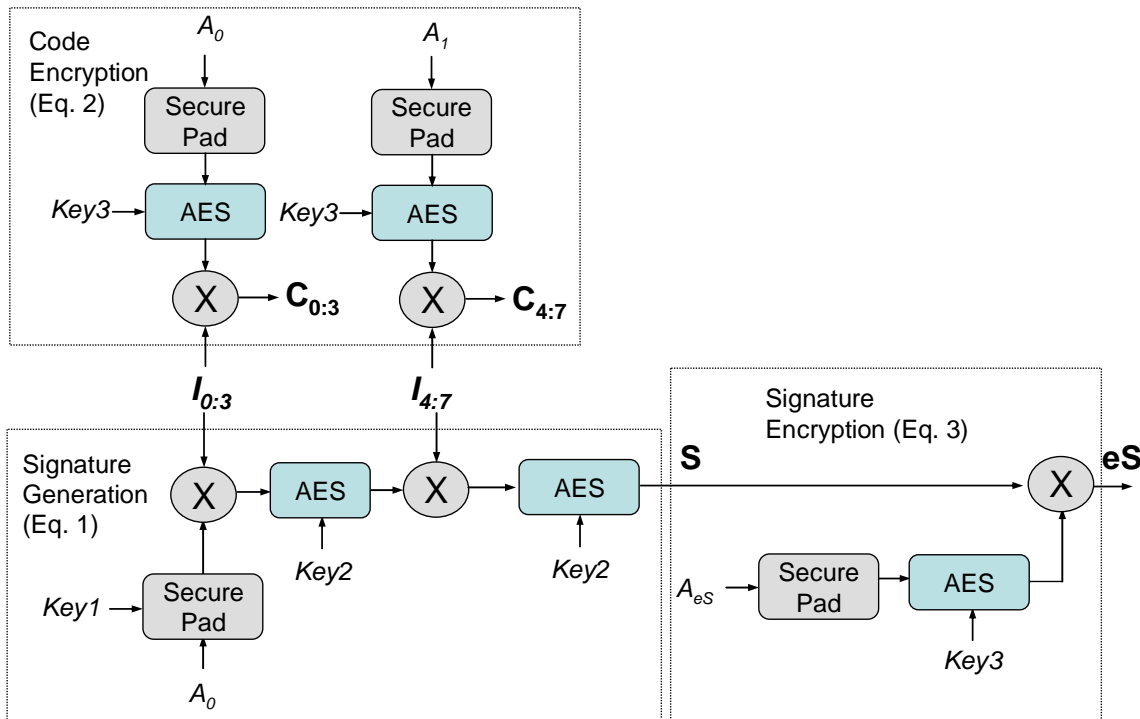 Code
Encryption
(Eq. 2)
A0
A1
Secure
Pad
Secure
Pad
Key3
AES
Key3
AES
X
C0:3
X
C4:7
I0:3
I4:7
Signature
Generation
(Eq. 1)
X
AES
X
AES
S
Key2
Key2
Key1
Secure
Pad
A0
Signature
Encryption (Eq. 3)
X
eS
AeS
Secure
Pad
AES
Key3